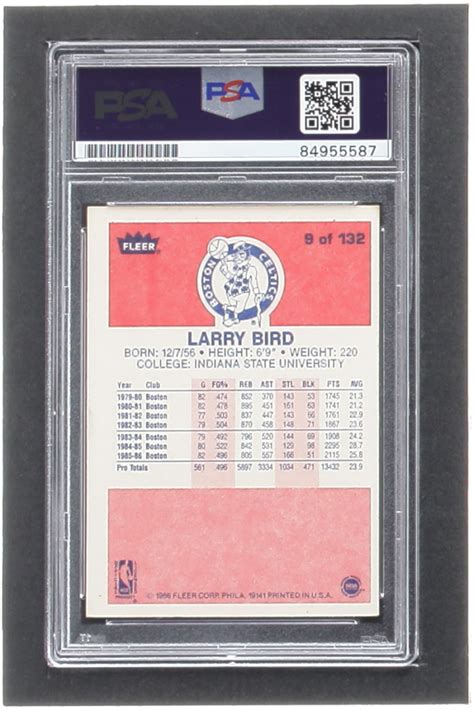 PSA PSA
84955587
FLEER 9 of 132
BOSTON CELTICS
LARRY BIRD
BORN: 12/7/56 • HEIGHT: 6'9" • WEIGHT: 220
COLLEGE: INDIANA STATE UNIVERSITY
Year Club G FG% REB AST STL BLK PTS AVG
1979-80 Boston 82 .474 852 370 143 53 1745 21.3
1980-81 Boston 82 .478 895 451 161 63 1741 21.2
1981-82 Boston 77 .503 837 447 143 66 1761 22.9
1982-83 Boston 79 .504 870 458 148 71 1867 23.6
1983-84 Boston 79 .492 796 520 144 69 1908 24.2
1984-85 Boston 80 .522 842 531 129 98 2295 28.7
1985-86 Boston 82 .496 805 557 166 51 2115 25.8
Pro Totals 561 .496 5897 3334 1034 471 13432 23.9
NBA
© 1986 FLEER CORP. PHILA. 19141 PRINTED IN U.S.A.